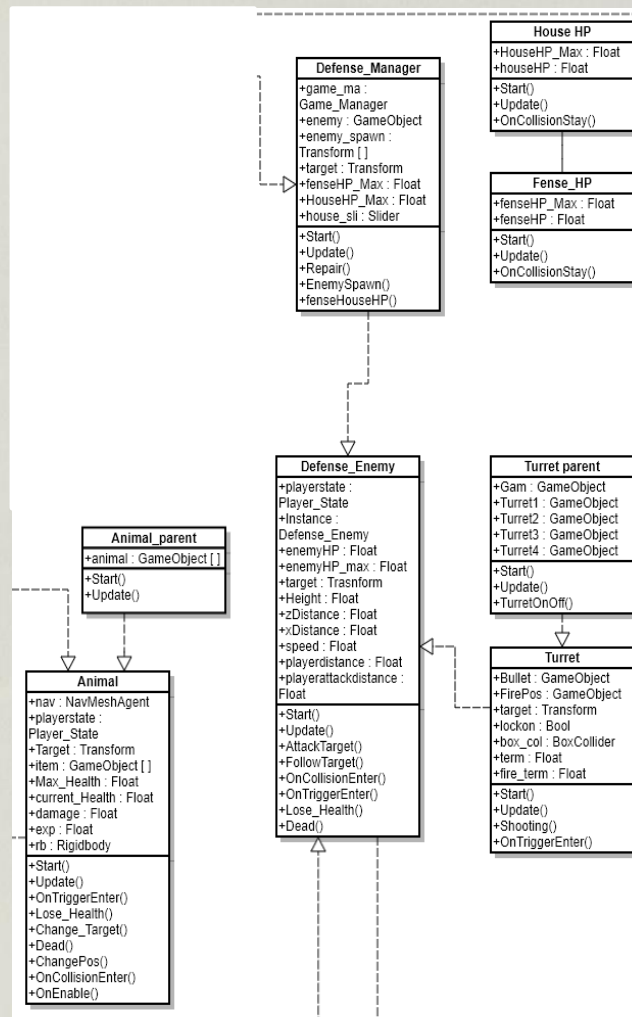 House HP
+HouseHP_Max : Float
+houseHP : Float
+Start()
+Update()
+OnCollisionStay()
Defense_Manager
+game_ma :
Game_Manager
+enemy : GameObject
+enemy_spawn :
Transform [ ]
+target : Transform
+fenseHP_Max : Float
+HouseHP_Max : Float
+house_sli : Slider
+Start()
+Update()
+Repair()
+EnemySpawn()
+fenseHouseHP()
Fense_HP
+fenseHP_Max : Float
+fenseHP : Float
+Start()
+Update()
+OnCollisionStay()
Defense_Enemy
+playerstate :
Player_State
+Instance :
Defense_Enemy
+enemyHP : Float
+enemyHP_max : Float
+target : Trasnform
+Height : Float
+zDistance : Float
+xDistance : Float
+speed : Float
+playerdistance : Float
+playerattackdistance :
Float
+Start()
+Update()
+AttackTarget()
+FollowTarget()
+OnCollisionEnter()
+OnTriggerEnter()
+Lose_Health()
+Dead()
Turret parent
+Gam : GameObject
+Turret1 : GameObject
+Turret2 : GameObject
+Turret3 : GameObject
+Turret4 : GameObject
+Start()
+Update()
+TurretOnOff()
Animal_parent
+animal : GameObject [ ]
+Start()
+Update()
Turret
+Bullet : GameObject
+FirePos : GameObject
+target : Transform
+lockon : Bool
+box_col : BoxCollider
+term : Float
+fire_term : Float
+Start()
+Update()
+Shooting()
+OnTriggerEnter()
Animal
+nav : NavMeshAgent
+playerstate :
Player_State
+Target : Transform
+item : GameObject [ ]
+Max_Health : Float
+current_Health : Float
+damage : Float
+exp : Float
+rb : Rigidbody
+Start()
+Update()
+OnTriggerEnter()
+Lose_Health()
+Change_Target()
+Dead()
+ChangePos()
+OnCollisionEnter()
+OnEnable()